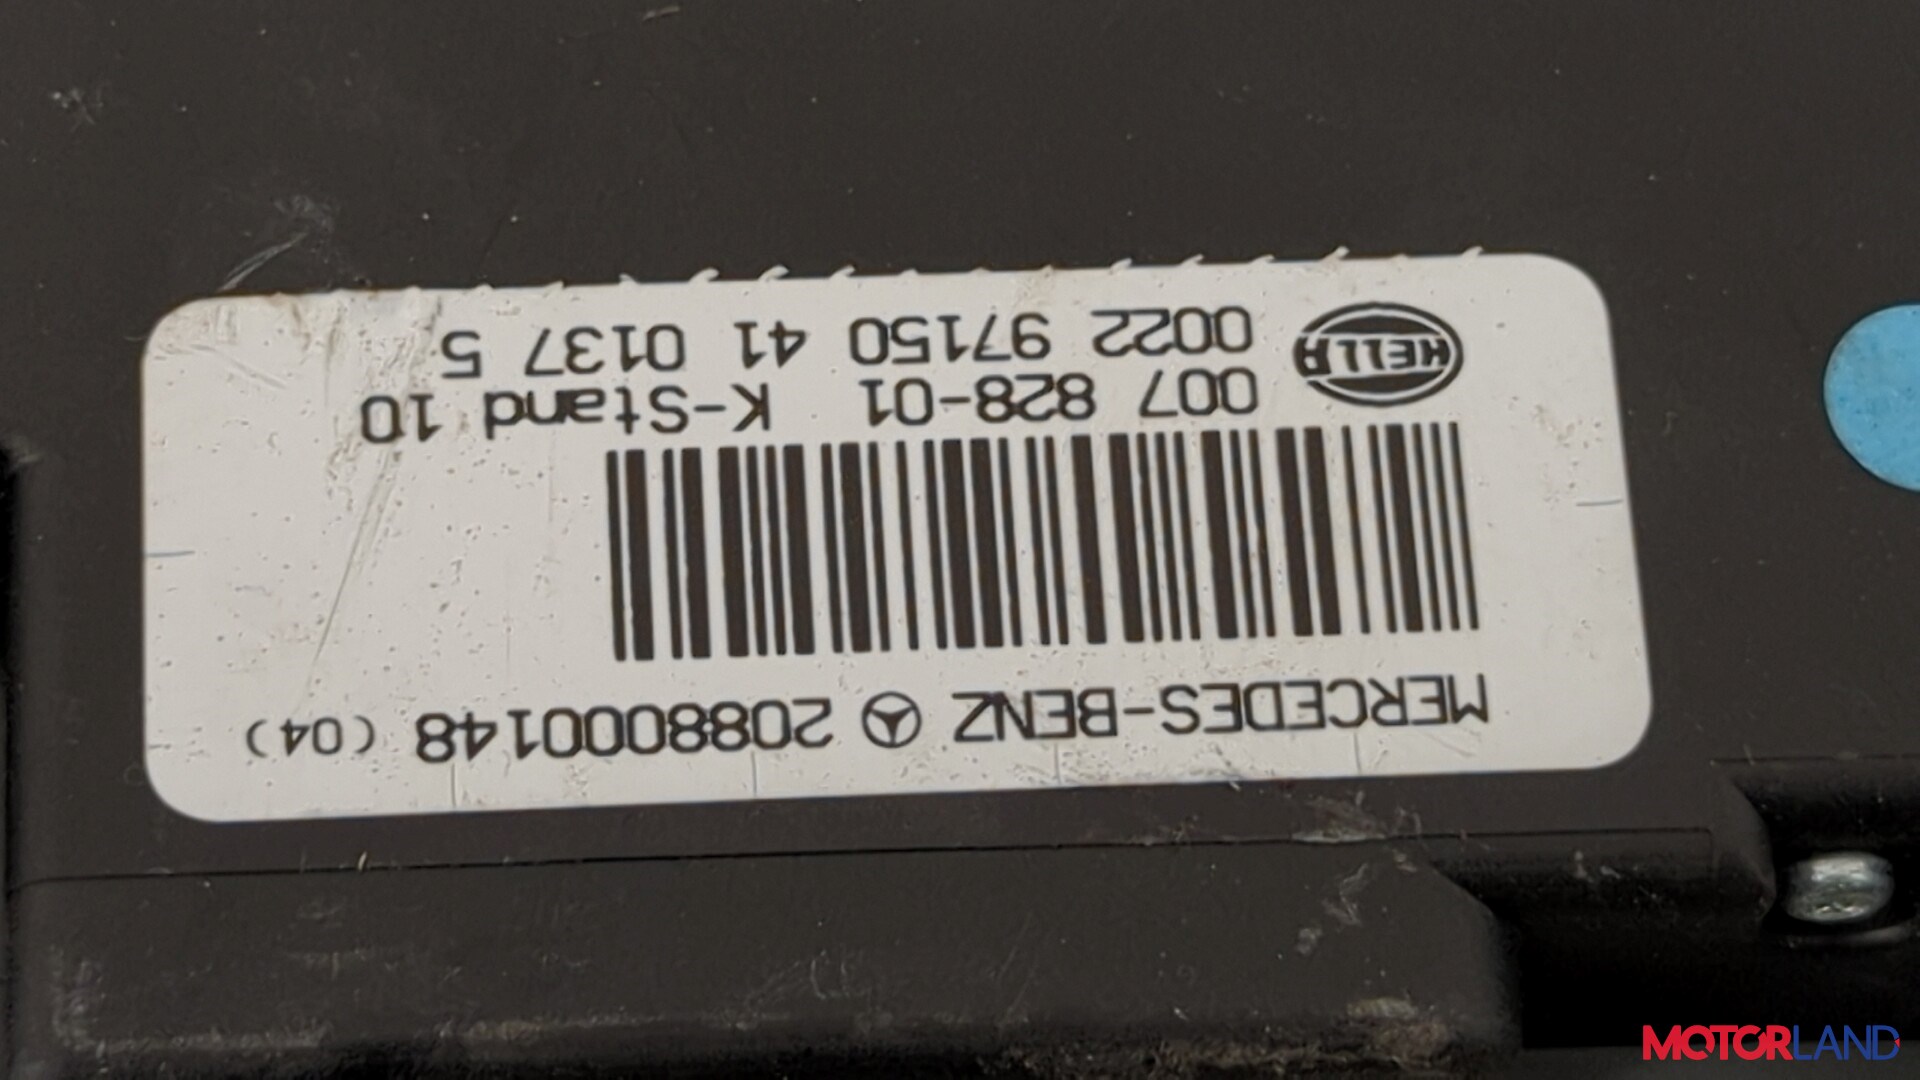 MERCEDES-BENZ 2088000148 (04)
007 828-01 K-Stand 10
0022 97150 41 0137 5
HELLA
MOTORLAND